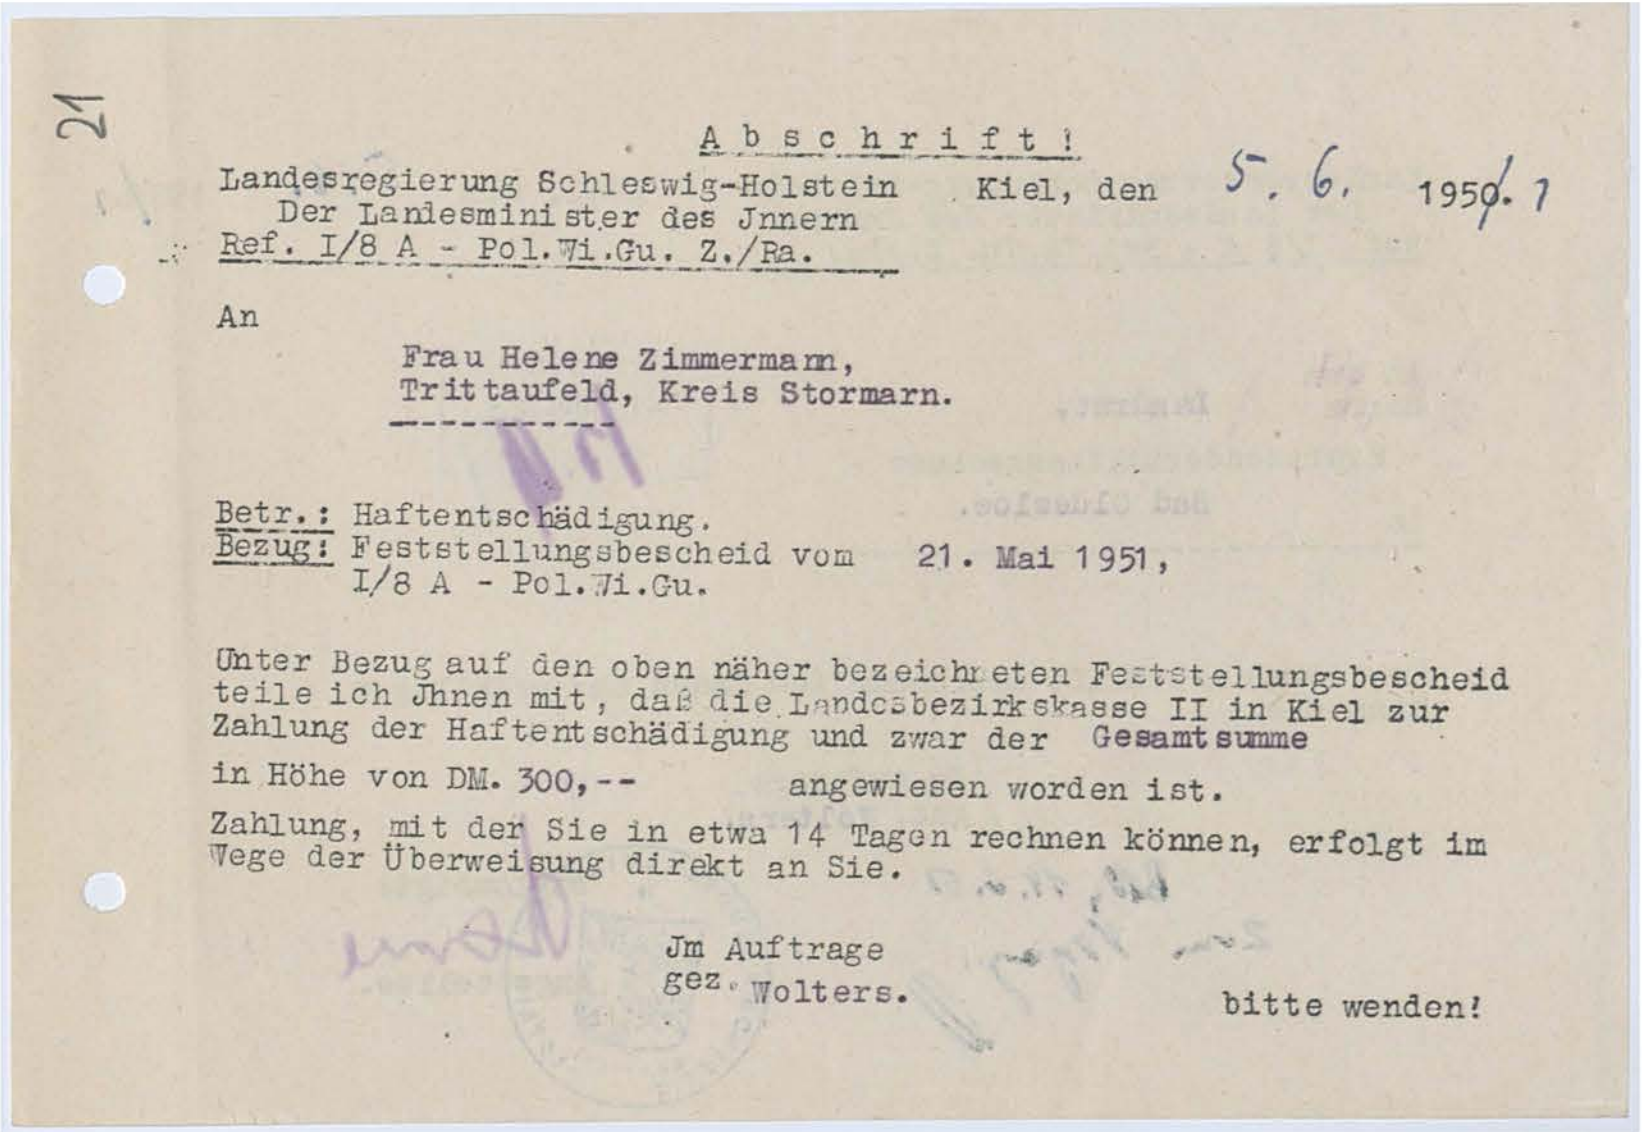 21
Abschrift!
Landesregierung Schleswig-Holstein Kiel, den 5. 6. 1950. 1
Der Landesminister des Jnnern
Ref. I/8 A - Pol.Wi.Gu. Z./Ra.
An
Frau Helene Zimmermann,
Trittaufeld, Kreis Stormarn.
------------
Betr.: Haftentschädigung.
Bezug: Feststellungsbescheid vom 21. Mai 1951,
I/8 A - Pol.Wi.Gu.
Unter Bezug auf den oben näher bezeichneten Feststellungsbescheid
teile ich Jhnen mit, daß die Landesbezirkskasse II in Kiel zur
Zahlung der Haftentschädigung und zwar der Gesamtsumme
in Höhe von DM. 300,-- angewiesen worden ist.
Zahlung, mit der Sie in etwa 14 Tagen rechnen können, erfolgt im
Wege der Überweisung direkt an Sie.
Jm Auftrage
gez. Wolters.
bitte wenden!